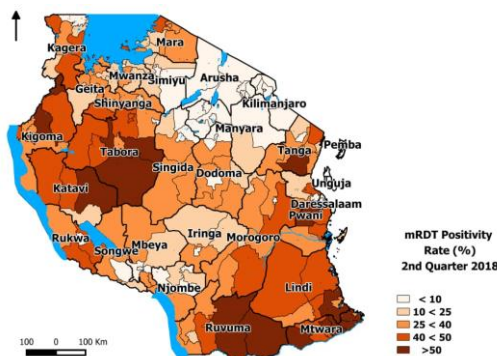 Kagera
Mara
Mwanza
Simiyu
Arusha
Geita
Shinyanga
Kilimanjaro
Manyara
Kigoma
Tabora
Tanga
Pemba
Singida
Dodoma
Unguja
Katavi
Daressalaam
Pwani
Rukwa
Mbeya
Iringa
Morogoro
Songwe
Njombe
Lindi
Ruvuma
Mtwara
mRDT Positivity
Rate (%)
2nd Quarter 2018
< 10
10 < 25
25 < 40
40 < 50
>50
100 0 100 Km